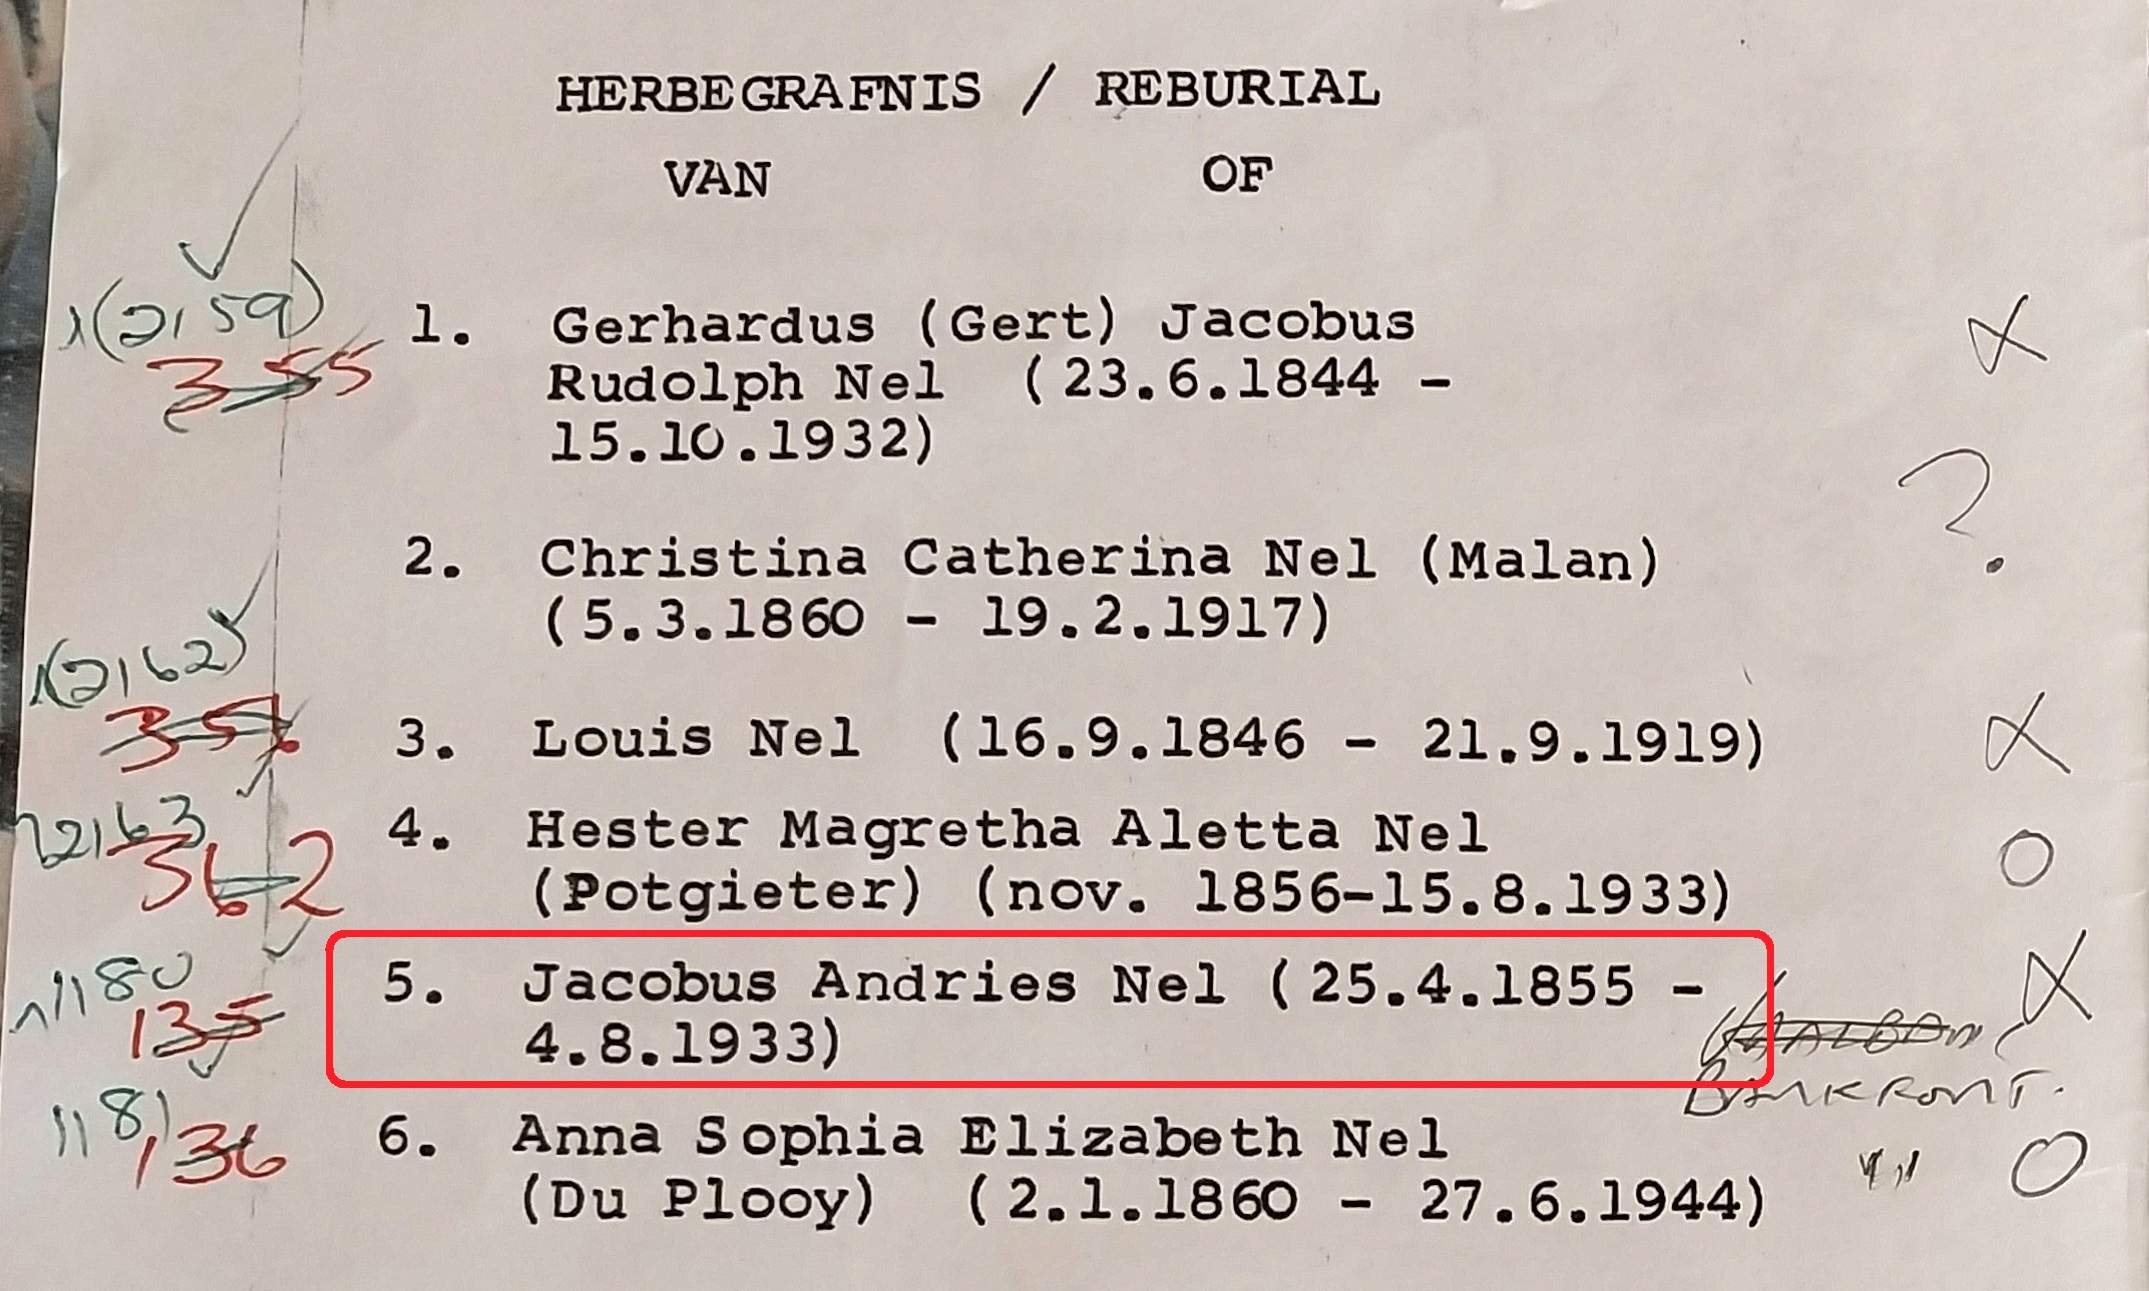 HERBEGRAFNIS / REBURIAL
VAN OF
(2159)
355
1. Gerhardus (Gert) Jacobus
Rudolph Nel (23.6.1844 -
15.10.1932)
?
2. Christina Catherina Nel (Malan)
(5.3.1860 - 19.2.1917)
(2162)
3. Louis Nel (16.9.1846 - 21.9.1919)
2163
362
4. Hester Magretha Aletta Nel
(Potgieter) (nov. 1856-15.8.1933)
O
1180
135
5. Jacobus Andries Nel (25.4.1855 -
4.8.1933)
BANKFONT.
1181
136
6. Anna Sophia Elizabeth Nel
(Du Plooy) (2.1.1860 - 27.6.1944)
" O